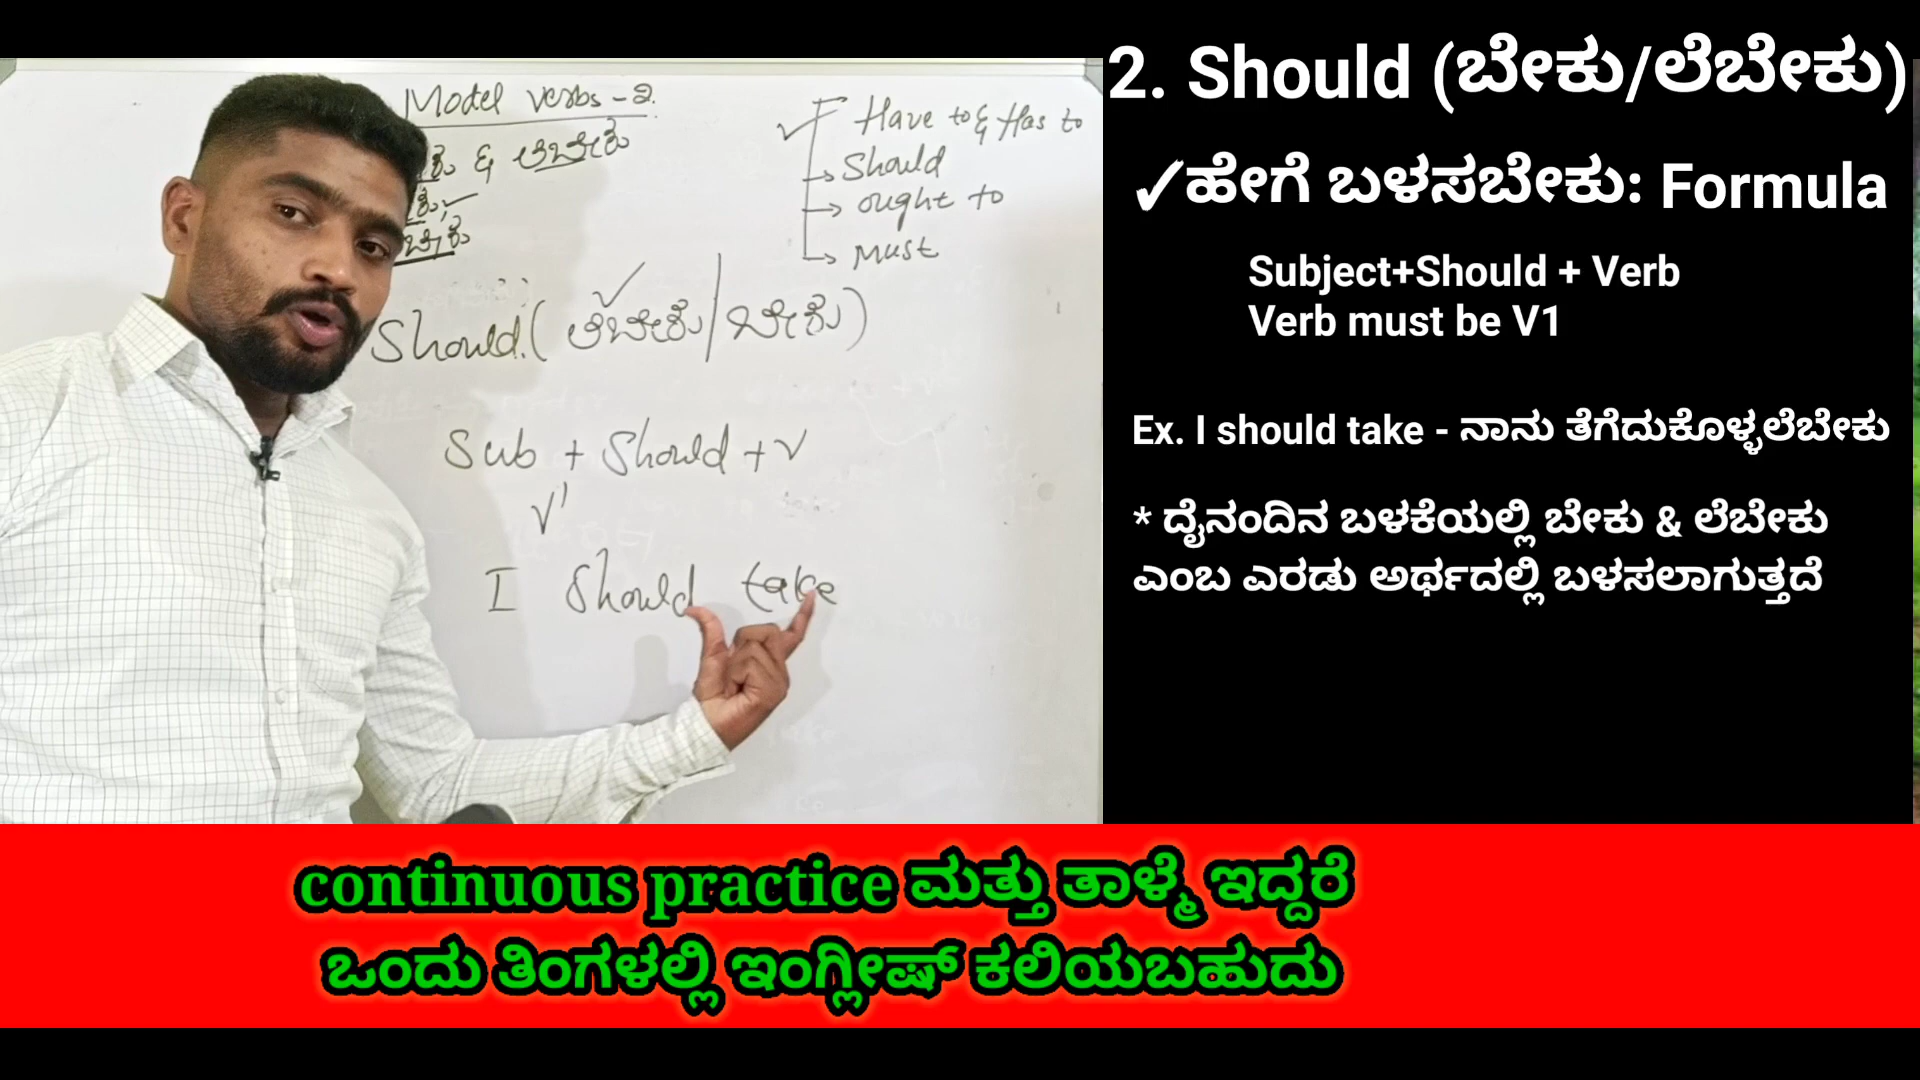 Model verbs - 2.
ಕು & ಲೆಬೇಕು
ಕು
ಬೇಕು
Have to & Has to
Should
ought to
Must
Should. (ಲೆಬೇಕು/ಬೇಕು)
Sub + Should + V
V1
I Should take
2. Should (ಬೇಕು/ಲೆಬೇಕು)
✓ಹೇಗೆ ಬಳಸಬೇಕು: Formula
Subject+Should + Verb
Verb must be V1
Ex. I should take - ನಾನು ತೆಗೆದುಕೊಳ್ಳಲೆಬೇಕು
* ದೈನಂದಿನ ಬಳಕೆಯಲ್ಲಿ ಬೇಕು & ಲೆಬೇಕು
ಎಂಬ ಎರಡು ಅರ್ಥದಲ್ಲಿ ಬಳಸಲಾಗುತ್ತದೆ
continuous practice ಮತ್ತು ತಾಳ್ಮೆ ಇದ್ದರೆ
ಒಂದು ತಿಂಗಳಲ್ಲಿ ಇಂಗ್ಲೀಷ್ ಕಲಿಯಬಹುದು